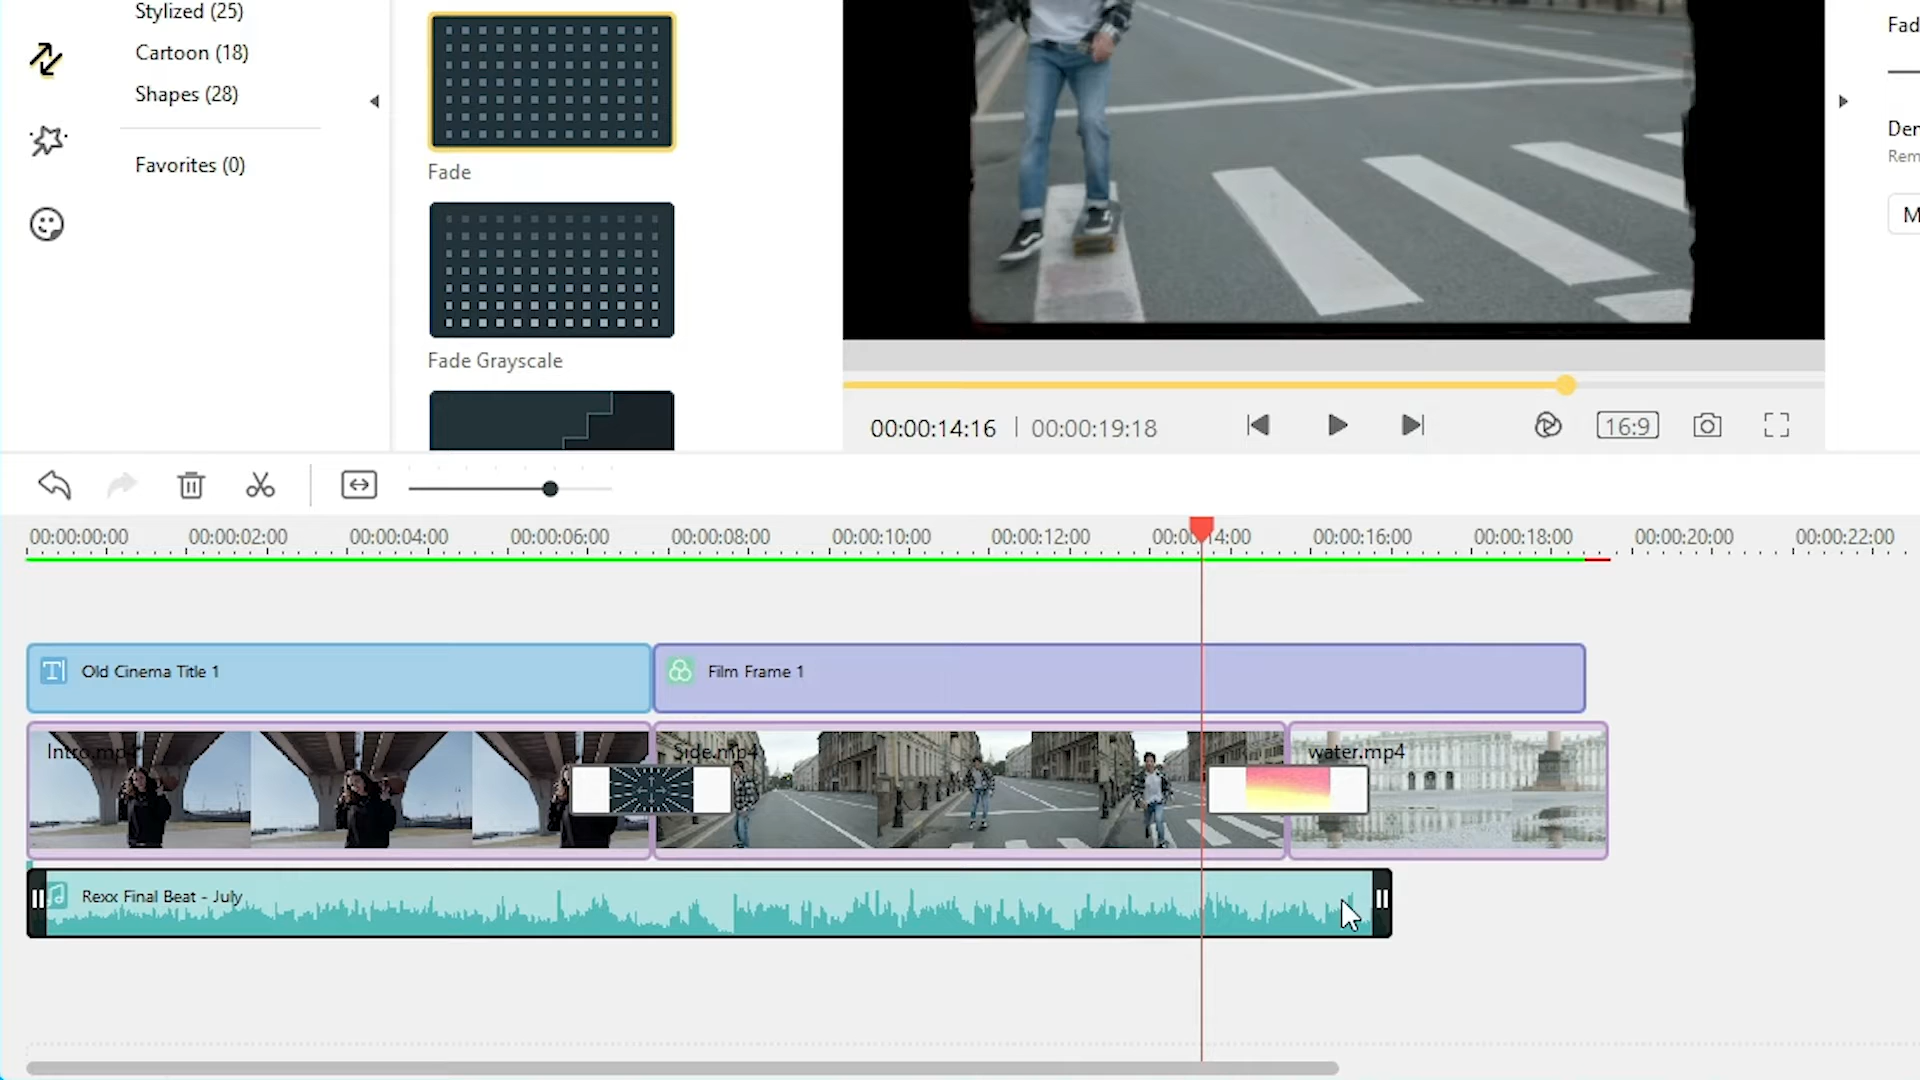 Stylized (25)
Cartoon (18)
Shapes (28)
Favorites (0)
Fade
Fade Grayscale
Fad
Den
Rem
M
00:00:14:16 | 00:00:19:18
16:9
00:00:00:00 00:00:02:00 00:00:04:00 00:00:06:00 00:00:08:00 00:00:10:00 00:00:12:00 00:00:14:00 00:00:16:00 00:00:18:00 00:00:20:00 00:00:22:00
Old Cinema Title 1
Film Frame 1
Intro.mp4
Side.mp4
water.mp4
Rexx Final Beat - July